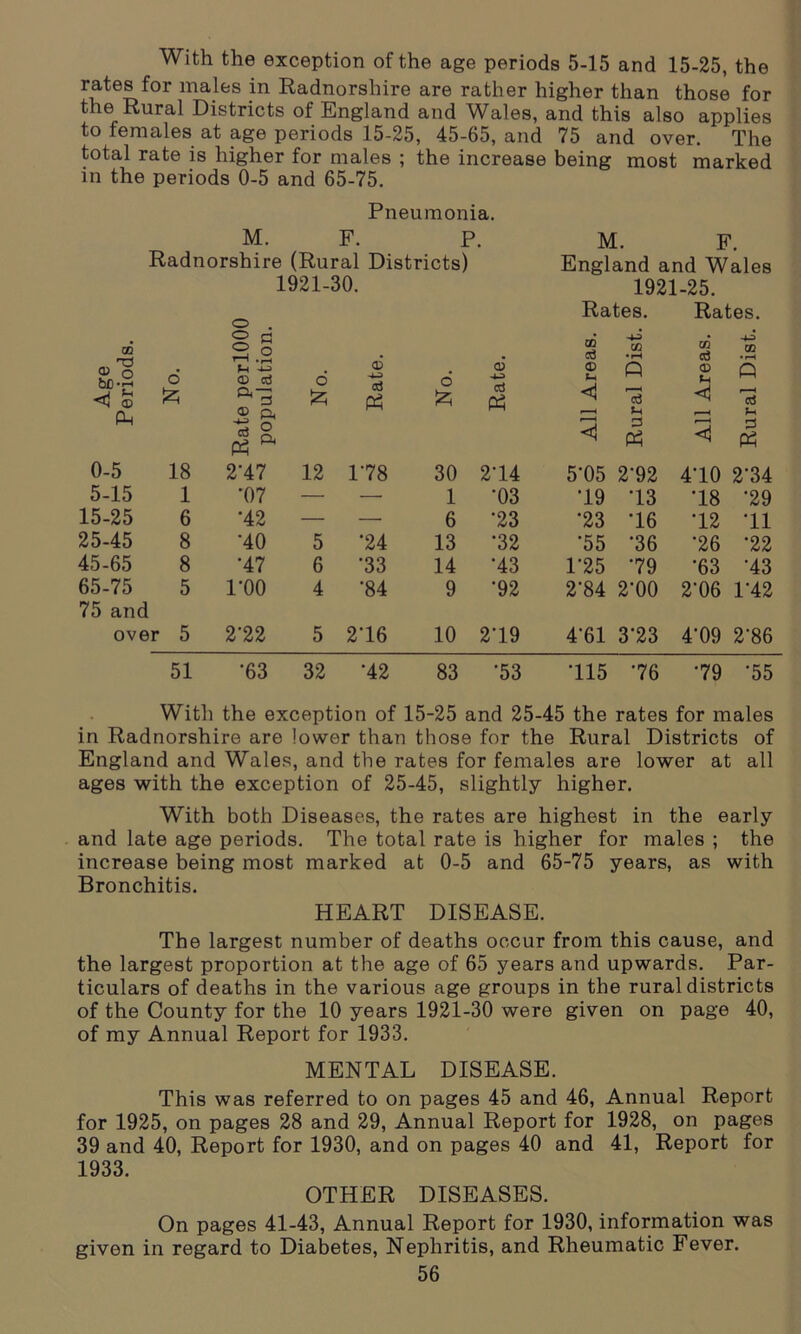 With the exception of the age periods 5-15 and 15-25, the
rates for males in Radnorshire are rather higher than those for
the Rural Districts of England and Wales, and this also applies
to females at age periods 15-25, 45-65, and 75 and over. The
total rate is higher for males ; the increase being most marked
in the periods 0-5 and 65-75.
Pneumonia.
M. F. P. M. F.
Radnorshire (Rural Districts) England and Wales
1921-30. 1921-25.
Rates. Rates.
Age Periods. No. Rate per1000 population. No. Rate. No. Rate. All Areas. Rural Dist. All Areas. Rural Dist.
0-5 18 2·47 12 1·78 30 2·14 5·05 2·92 4·10 2·34
5-15 1 ·07 — — 1 ·03 ·19 ·13 ·18 ·29
15-25 6 ·42 — — 6 ·23 ·23 ·16 ·12 ·11
25-45 8 ·40 5 ·24 13 ·32 ·55 ·36 ·26 ·22
45-65 8 ·47 6 ·33 14 ·43 1·25 ·79 ·63 ·43
65-75 5 1·00 4 ·84 9 ·92 2·84 2·00 2·06 1·42
75 and
over 5 2·22 5 2·16 10 2·19 4·61 3·23 4·09 2·86
51 ·63 32 ·42 83 ·53 ·115 ·76 ·79 ·55
With the exception of 15-25 and 25-45 the rates for males
in Radnorshire are lower than those for the Rural Districts of
England and Wales, and the rates for females are lower at all
ages with the exception of 25-45, slightly higher.
With both Diseases, the rates are highest in the early
and late age periods. The total rate is higher for males ; the
increase being most marked at 0-5 and 65-75 years, as with
Bronchitis.
HEART DISEASE.
The largest number of deaths occur from this cause, and
the largest proportion at the age of 65 years and upwards. Par-
ticulars of deaths in the various age groups in the rural districts
of the County for the 10 years 1921-30 were given on page 40,
of my Annual Report for 1933.
MENTAL DISEASE.
This was referred to on pages 45 and 46, Annual Report
for 1925, on pages 28 and 29, Annual Report for 1928, on pages
39 and 40, Report for 1930, and on pages 40 and 41, Report for
1933.
OTHER DISEASES.
On pages 41-43, Annual Report for 1930, information was
given in regard to Diabetes, Nephritis, and Rheumatic Fever.
56